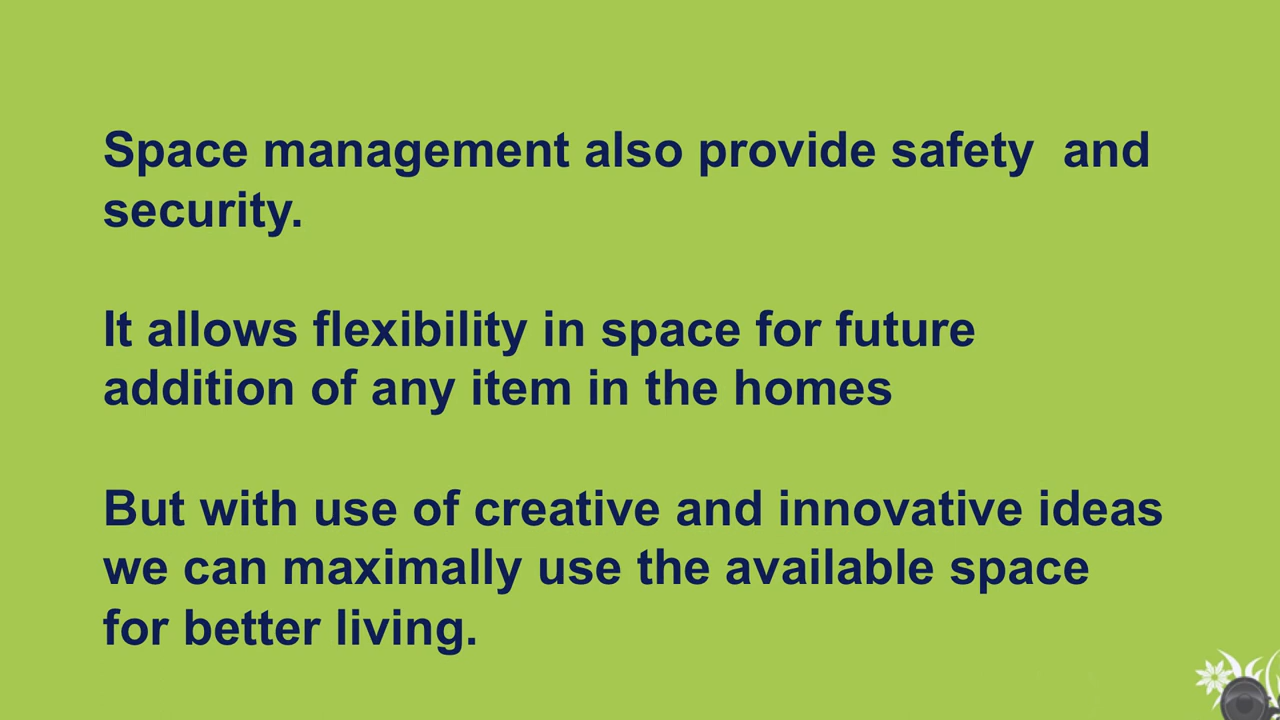 Space management also provide safety  and
security.
It allows flexibility in space for future
addition of any item in the homes
But with use of creative and innovative ideas
we can maximally use the available space
for better living.